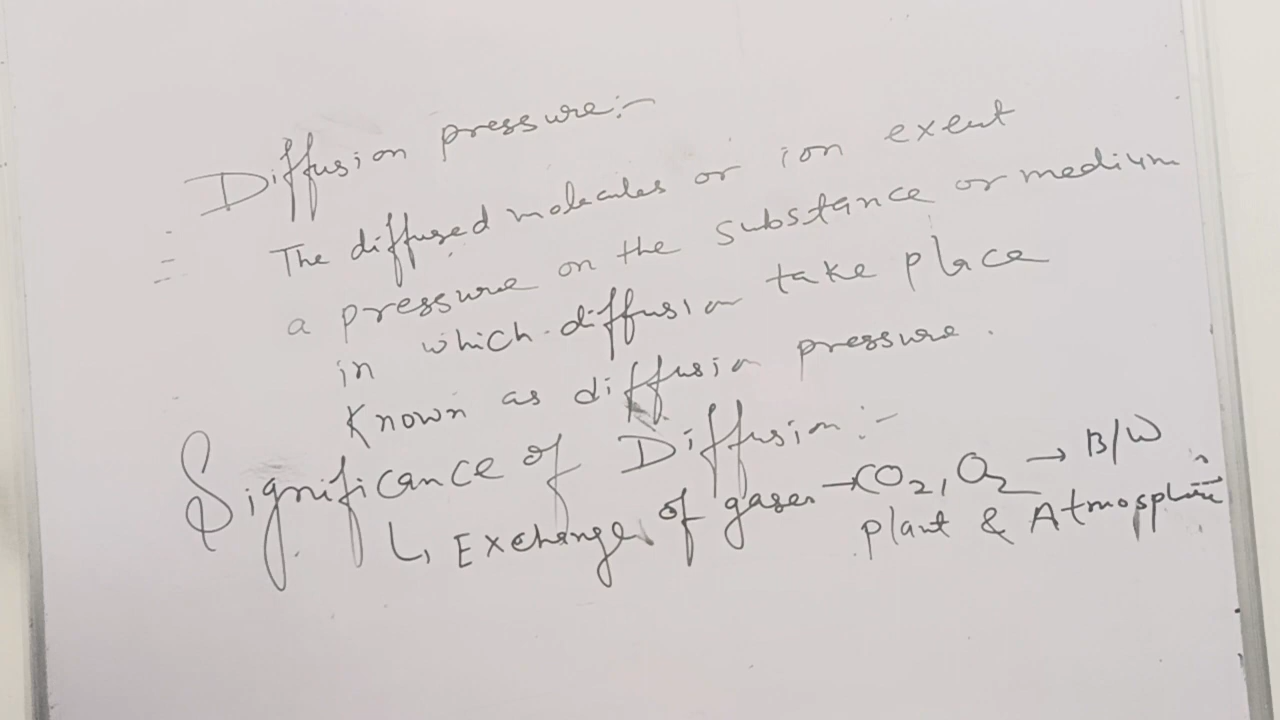 Diffusion pressure:-
The diffused molecules or ion exeut
a pressure on the substance or medium
in which diffusion take place
Known as diffusion pressure.
Significance of Diffusion:-
↳ Exchange of gases → CO2, O2 → B/W
plant & Atmosphere